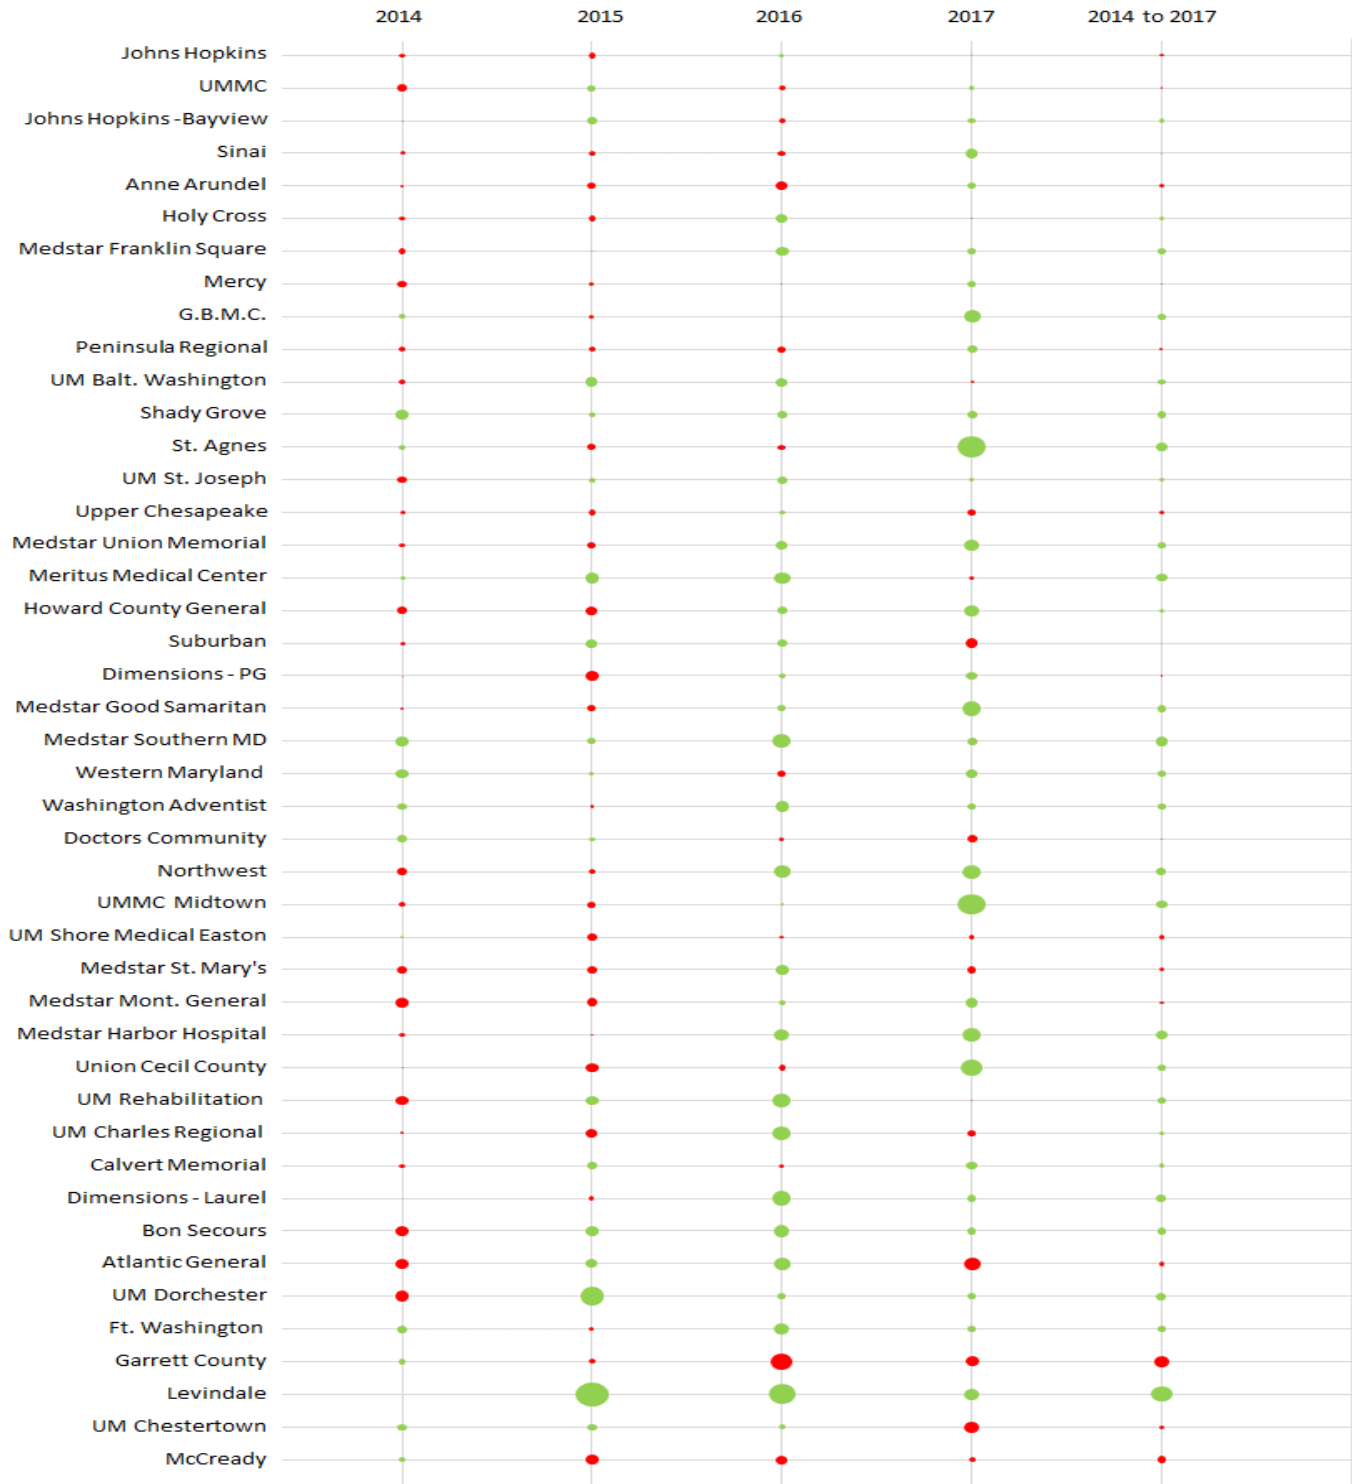 2014 2015 2016 2017 2014 to 2017
Johns Hopkins
UMMC
Johns Hopkins -Bayview
Sinai
Anne Arundel
Holy Cross
Medstar Franklin Square
Mercy
G.B.M.C.
Peninsula Regional
UM Balt. Washington
Shady Grove
St. Agnes
UM St. Joseph
Upper Chesapeake
Medstar Union Memorial
Meritus Medical Center
Howard County General
Suburban
Dimensions - PG
Medstar Good Samaritan
Medstar Southern MD
Western Maryland
Washington Adventist
Doctors Community
Northwest
UMMC Midtown
UM Shore Medical Easton
Medstar St. Mary's
Medstar Mont. General
Medstar Harbor Hospital
Union Cecil County
UM Rehabilitation
UM Charles Regional
Calvert Memorial
Dimensions - Laurel
Bon Secours
Atlantic General
UM Dorchester
Ft. Washington
Garrett County
Levindale
UM Chestertown
McCready